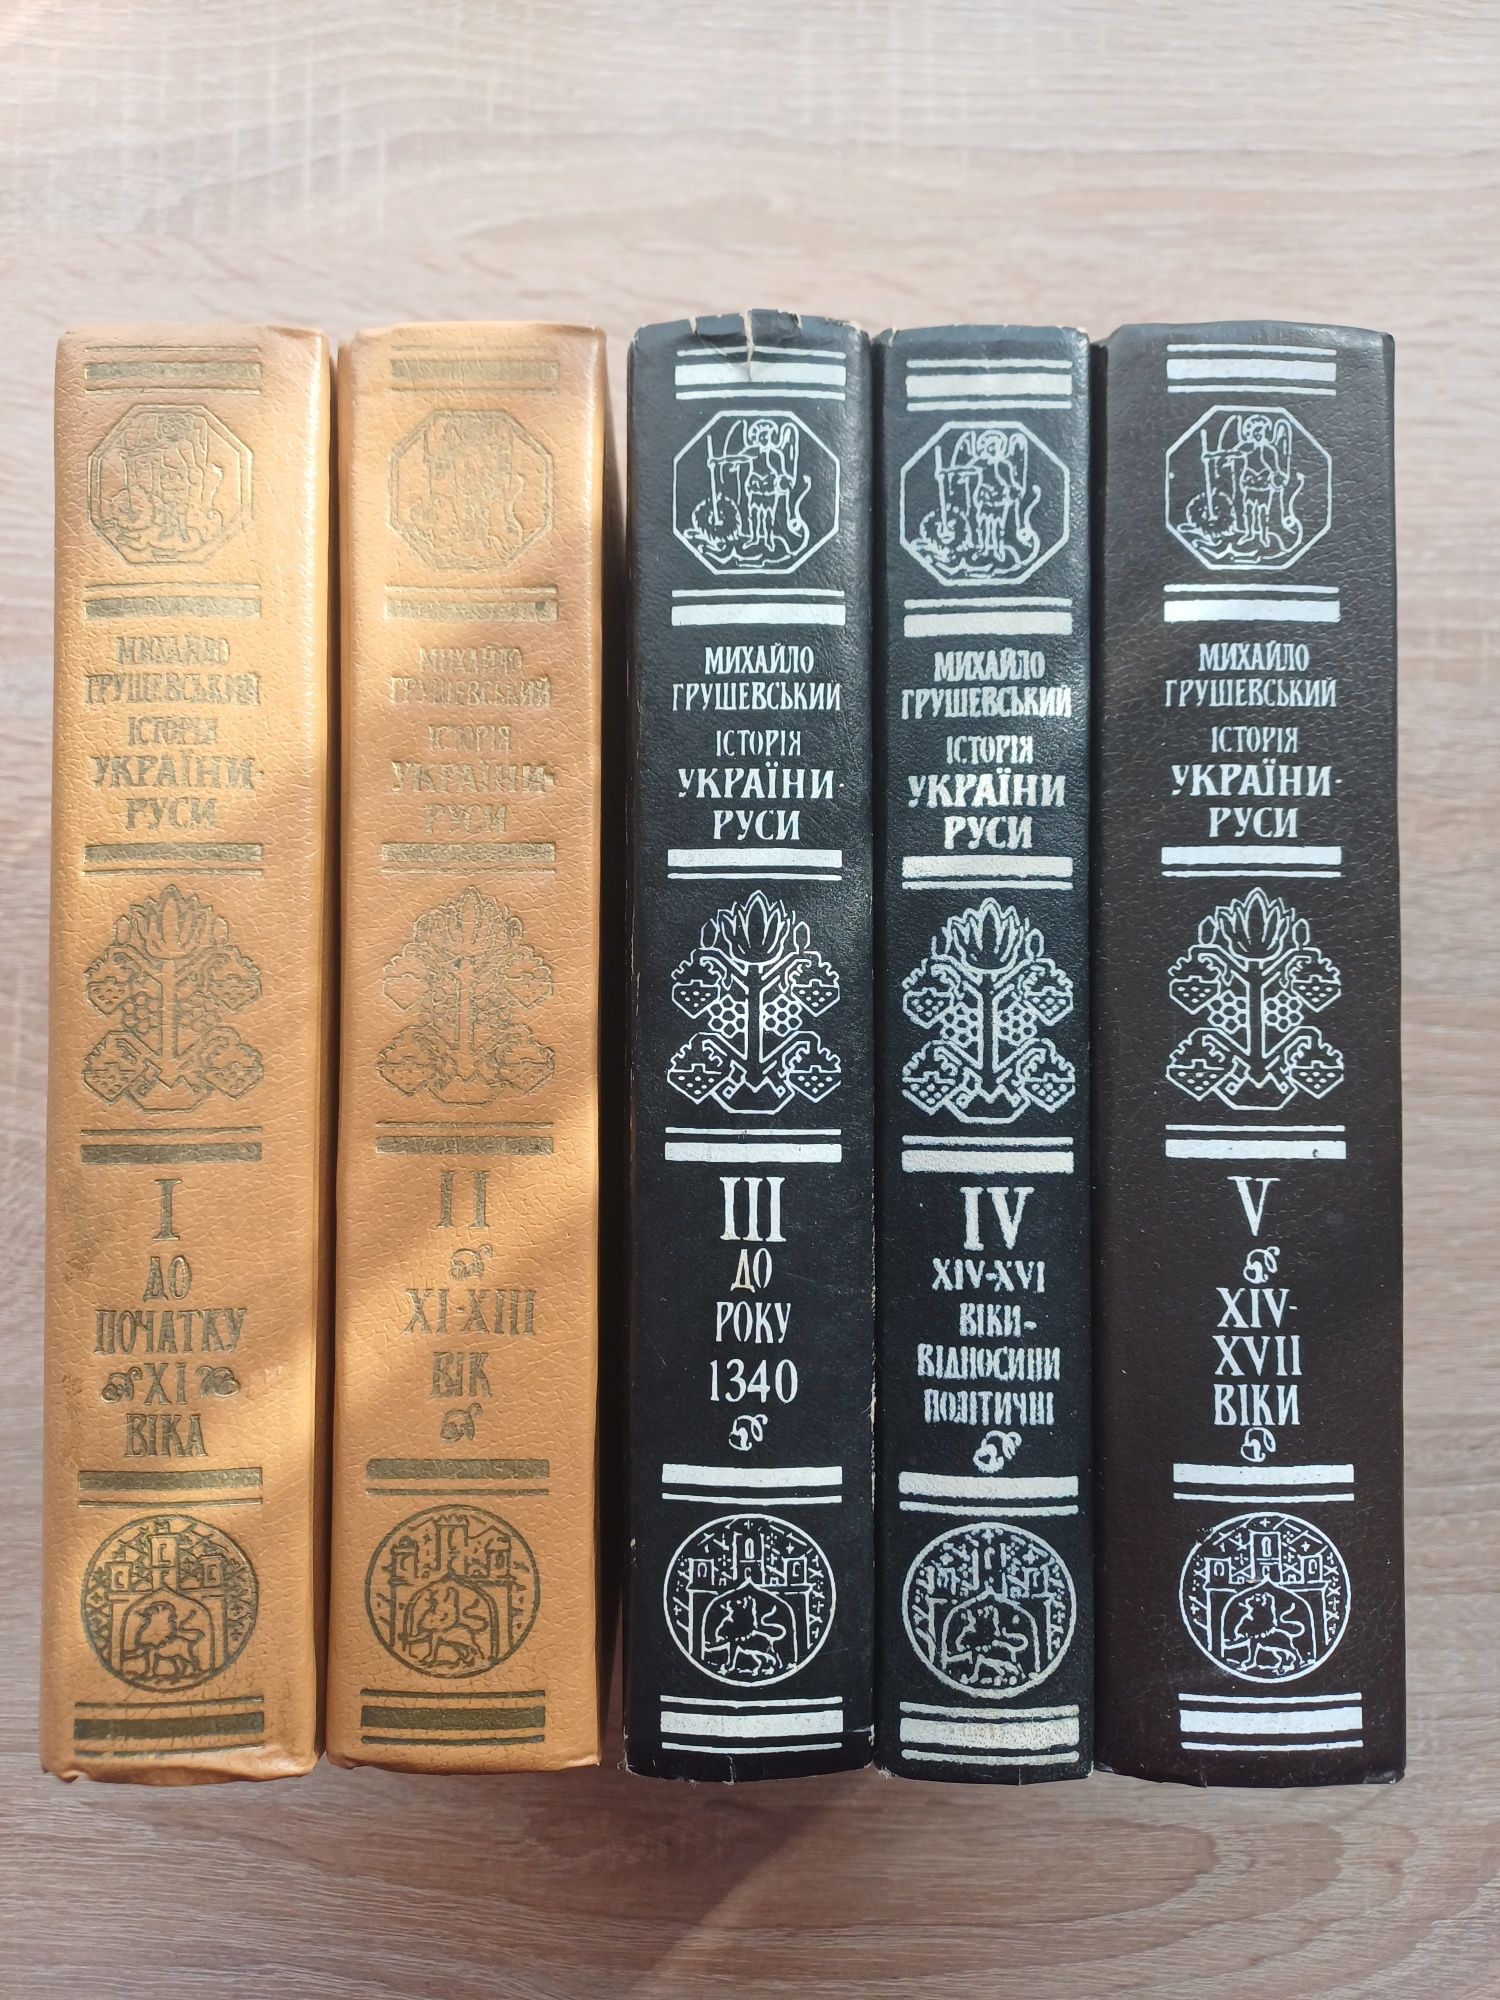 МИХАЙЛО
ГРУШЕВСЬКИЙ
ІСТОРІЯ
УКРАЇНИ-
РУСИ
I
ДО
ПОЧАТКУ
XI
ВІКА
МИХАЙЛО
ГРУШЕВСЬКИЙ
ІСТОРІЯ
УКРАЇНИ-
РУСИ
II
XI-XIII
ВІК
МИХАЙЛО
ГРУШЕВСЬКИЙ
ІСТОРІЯ
УКРАЇНИ-
РУСИ
III
ДО
РОКУ
1340
МИХАЙЛО
ГРУШЕВСЬКИЙ
ІСТОРІЯ
УКРАЇНИ
РУСИ
IV
XIV-XVI
ВІКИ-
ВІДНОСИНИ
ПОЛІТИЧНІ
МИХАЙЛО
ГРУШЕВСЬКИЙ
ІСТОРІЯ
УКРАЇНИ-
РУСИ
V
XIV-
XVII
ВІКИ